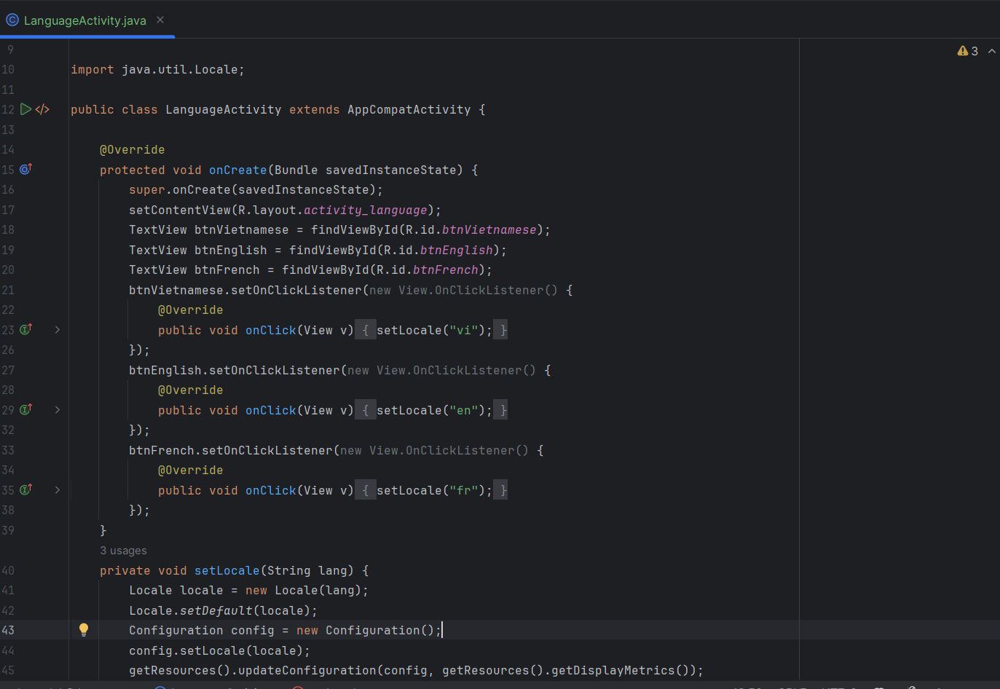 LanguageActivity.java
9
3
10 import java.util.Locale;
11
12 public class LanguageActivity extends AppCompatActivity {
13
14 @Override
15 protected void onCreate(Bundle savedInstanceState) {
16 super.onCreate(savedInstanceState);
17 setContentView(R.layout.activity_language);
18 TextView btnVietnamese = findViewById(R.id.btnVietnamese);
19 TextView btnEnglish = findViewById(R.id.btnEnglish);
20 TextView btnFrench = findViewById(R.id.btnFrench);
21 btnVietnamese.setOnClickListener(new View.OnClickListener() {
22 @Override
23 public void onClick(View v) { setLocale("vi"); }
26 });
27 btnEnglish.setOnClickListener(new View.OnClickListener() {
28 @Override
29 public void onClick(View v) { setLocale("en"); }
32 });
33 btnFrench.setOnClickListener(new View.OnClickListener() {
34 @Override
35 public void onClick(View v) { setLocale("fr"); }
38 });
39 }
3 usages
40 private void setLocale(String lang) {
41 Locale locale = new Locale(lang);
42 Locale.setDefault(locale);
43 Configuration config = new Configuration();
44 config.setLocale(locale);
45 getResources().updateConfiguration(config, getResources().getDisplayMetrics());